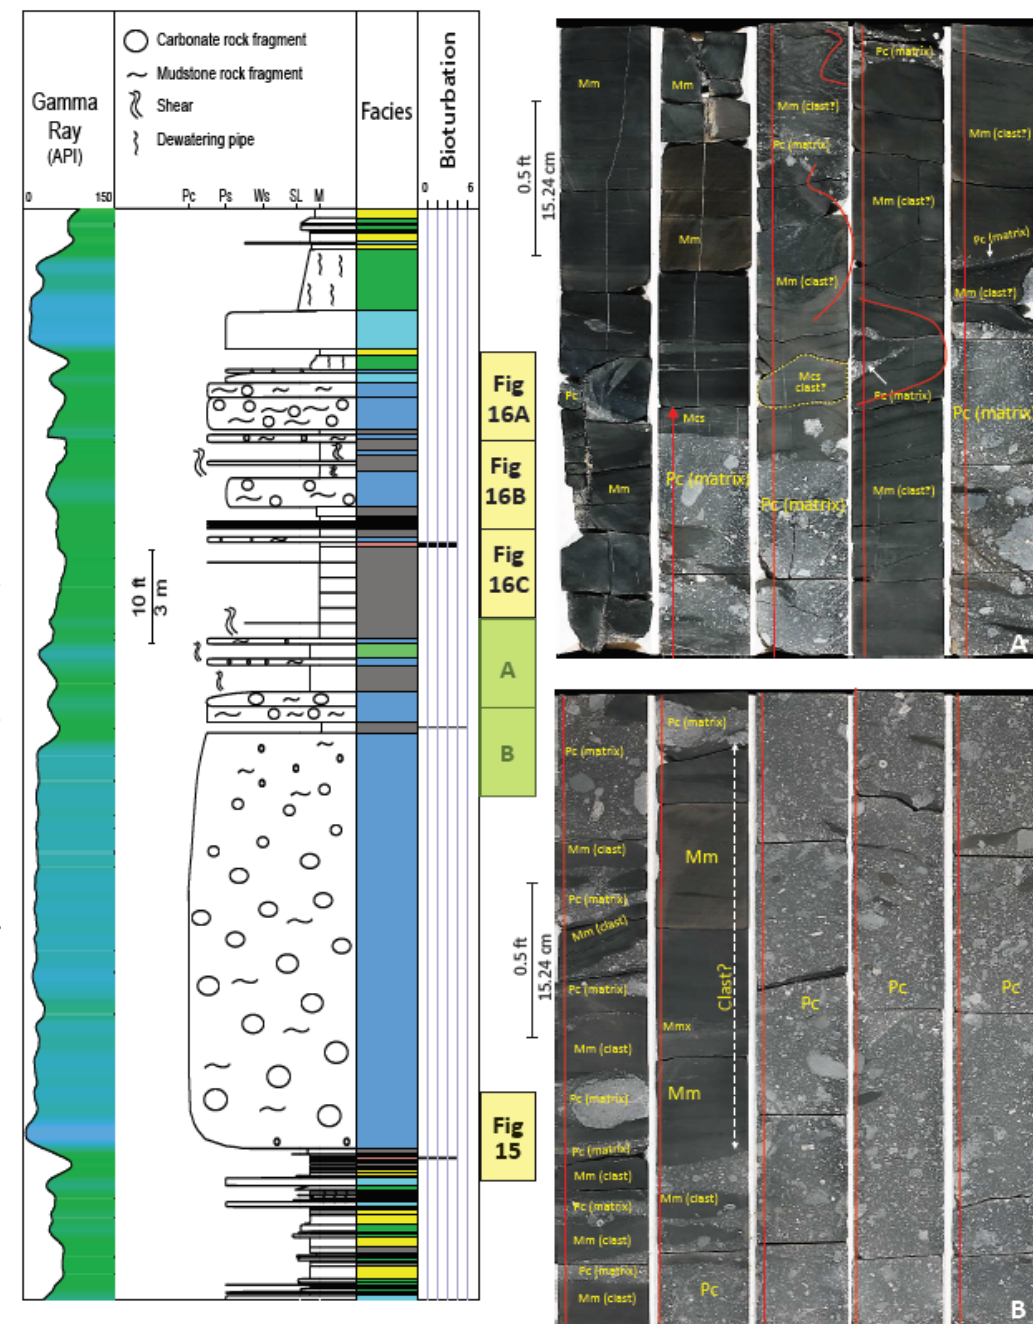 Carbonate rock fragment
Mudstone rock fragment
Shear
Dewatering pipe
Gamma
Ray
(API)
0
150
Pc
Ps
Ws
SL
M
Facies
Bioturbation
0
6
10 ft
3 m
Fig
16A
Fig
16B
Fig
16C
A
B
Fig
15
0.5 ft
15.24 cm
Mm
Pc
Mm
Mm
Mm
Mcs
Pc (matrix)
Mm (clast?)
Pc (matrix)
Mm (clast?)
Mcs
clast?
Pc (matrix)
Pc (matrix)
Mm (clast?)
Pc (matrix)
Mm (clast?)
Mm (clast?)
Pc (matrix)
Mm (clast?)
Pc (matrix)
A
0.5 ft
15.24 cm
Pc (matrix)
Mm (clast)
Pc (matrix)
Mm (clast)
Pc (matrix)
Mm (clast)
Pc (matrix)
Pc (matrix)
Mm (clast)
Pc (matrix)
Mm (clast)
Pc (matrix)
Mm (clast)
Pc (matrix)
Mm
Clast?
Mmx
Mm
Mm (clast)
Pc
Pc
Pc
Pc
B